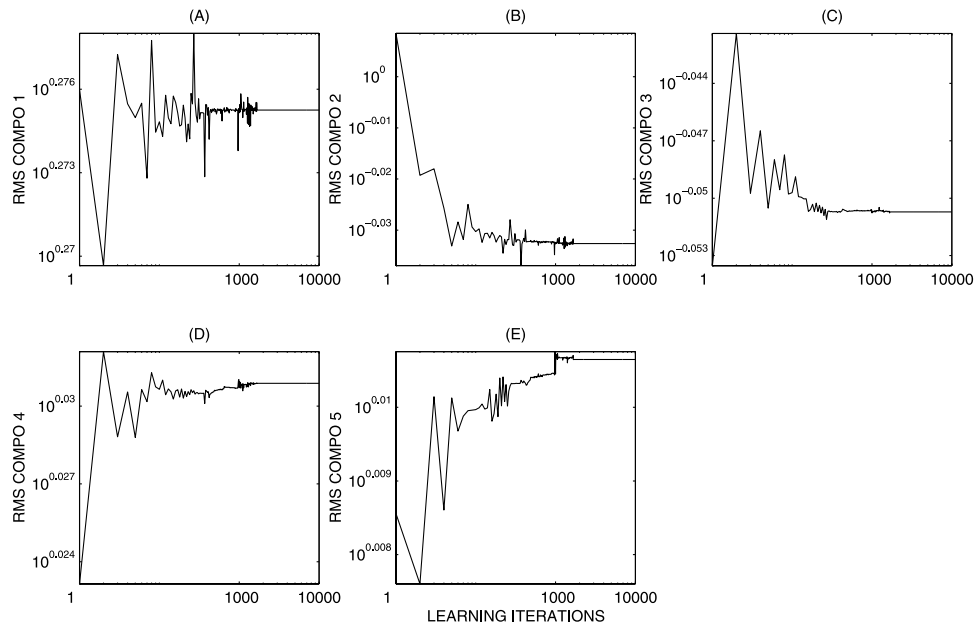 (A)
(B)
(C)
RMS COMPO 1
10^0.276
10^0.273
10^0.27
1
1000
10000
RMS COMPO 2
10^0
10^−0.01
10^−0.02
10^−0.03
1
1000
10000
RMS COMPO 3
10^−0.044
10^−0.047
10^−0.05
10^−0.053
1
1000
10000
(D)
(E)
RMS COMPO 4
10^0.03
10^0.027
10^0.024
1
1000
10000
RMS COMPO 5
10^0.01
10^0.009
10^0.008
1
1000
10000
LEARNING ITERATIONS